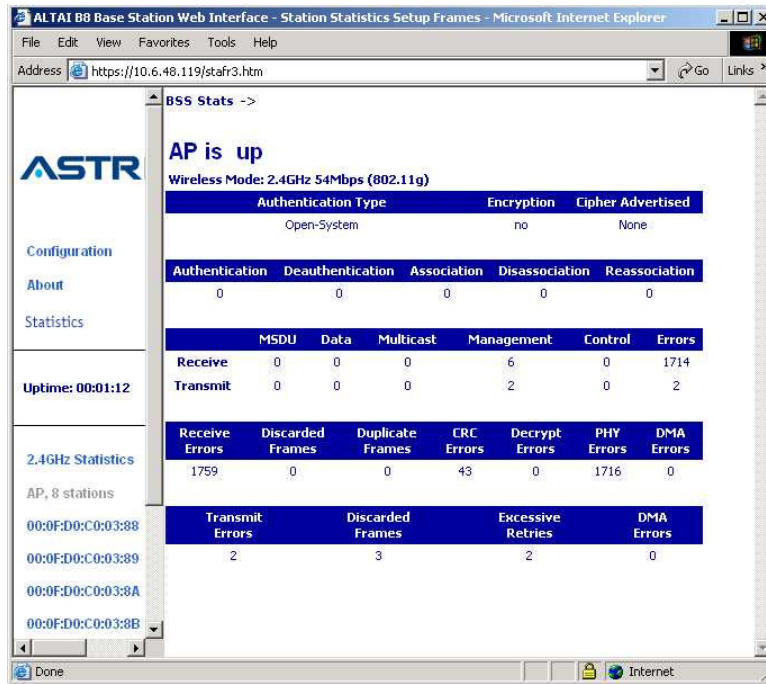 ALTAI B8 Base Station Web Interface - Station Statistics Setup Frames - Microsoft Internet Explorer
File Edit View Favorites Tools Help
Address https://10.6.48.119/stafr3.htm Go Links
ASTR
Configuration
About
Statistics
Uptime: 00:01:12
2.4GHz Statistics
AP, 8 stations
00:0F:D0:C0:03:88
00:0F:D0:C0:03:89
00:0F:D0:C0:03:8A
00:0F:D0:C0:03:8B
BSS Stats ->
AP is up
Wireless Mode: 2.4GHz 54Mbps (802.11g)
Authentication Type Encryption Cipher Advertised
Open-System no None
Authentication Deauthentication Association Disassociation Reassociation
0 0 0 0 0
MSDU Data Multicast Management Control Errors
Receive 0 0 0 6 0 1714
Transmit 0 0 0 2 0 2
Receive Errors Discarded Frames Duplicate Frames CRC Errors Decrypt Errors PHY Errors DMA Errors
1759 0 0 43 0 1716 0
Transmit Errors Discarded Frames Excessive Retries DMA Errors
2 3 2 0
Done Internet